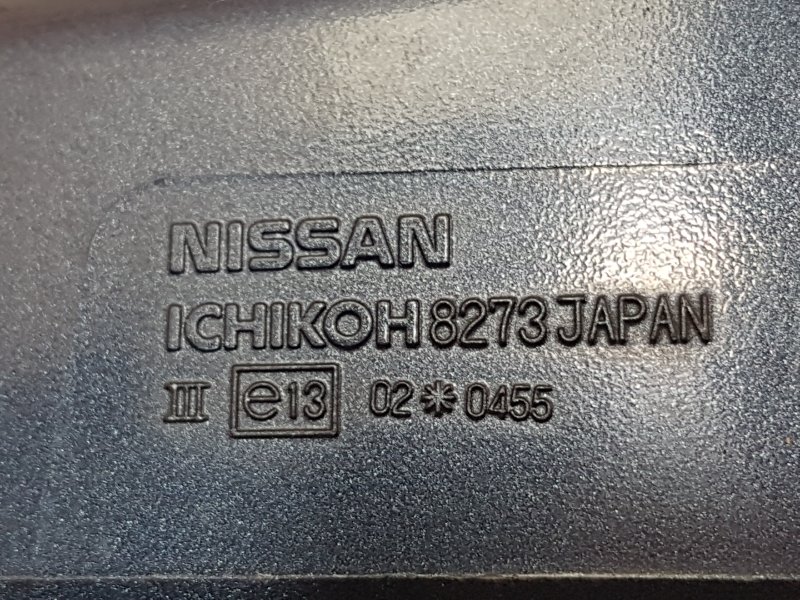 NISSAN
ICHIKOH 8273 JAPAN
III e13 02*0455